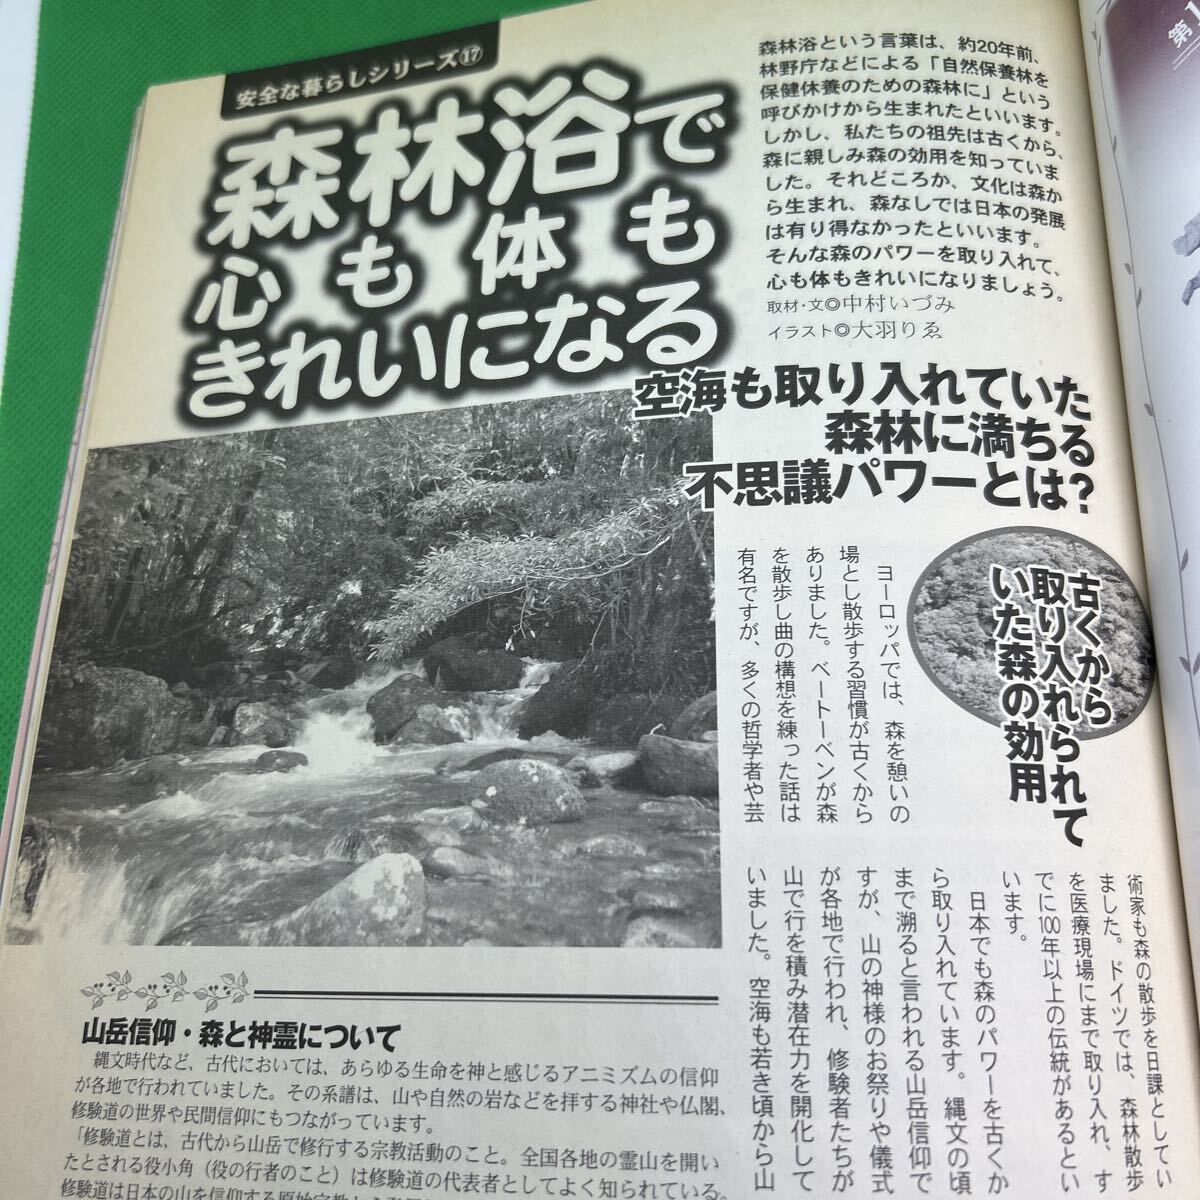 安全な暮らしシリーズ⑰
森林浴で
心も体も
きれいになる
森林浴という言葉は、約20年前、
林野庁などによる「自然保養林を
保健休養のための森林に」という
呼びかけから生まれたといいます。
しかし、私たちの祖先は古くから、
森に親しみ森の効用を知っていま
した。それどころか、文化は森か
ら生まれ、森なしでは日本の発展
は有り得なかったといいます。
そんな森のパワーを取り入れて、
心も体もきれいになりましょう。
取材・文◎中村いづみ
イラスト◎大羽りゑ
空海も取り入れていた
森林に満ちる
不思議パワーとは?
古くから
取り入れられて
いた森の効用
ヨーロッパでは、森を憩いの
場とし散歩する習慣が古くから
ありました。ベートーベンが森
を散歩し曲の構想を練った話は
有名ですが、多くの哲学者や芸
術家も森の散歩を日課としてい
ました。ドイツでは、森林散歩
を医療現場にまで取り入れ、す
でに100年以上の伝統があるとい
います。
日本でも森のパワーを古くか
ら取り入れています。縄文の頃
まで溯ると言われる山岳信仰で
すが、山の神様のお祭りや儀式
が各地で行われ、修験者たちが
山で行を積み潜在力を開化して
いました。空海も若き頃から山
山岳信仰・森と神霊について
縄文時代など、古代においては、あらゆる生命を神と感じるアニミズムの信仰
が各地で行われていました。その系譜は、山や自然の岩などを拝する神社や仏閣、
修験道の世界や民間信仰にもつながっています。
「修験道とは、古代から山岳で修行する宗教活動のこと。全国各地の霊山を開い
たとされる役小角（役の行者のこと）は修験道の代表者としてよく知られている。
修験道は日本の山を信仰する原始宗教から
第1